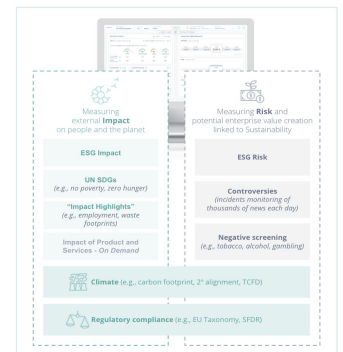 Measuring
external Impact
on people and the planet
ESG Impact
UN SDGs
(e.g., no poverty, zero hunger)
"Impact Highlights"
(e.g., employment, waste
footprints)
Impact of Product and
Services - On Demand
Measuring Risk and
potential enterprise value creation
linked to Sustainability
ESG Risk
Controversies
(incidents monitoring of
thousands of news each day)
Negative screening
(e.g., tobacco, alcohol, gambling)
Climate (e.g., carbon footprint, 2° alignment, TCFD)
Regulatory compliance (e.g., EU Taxonomy, SFDR)